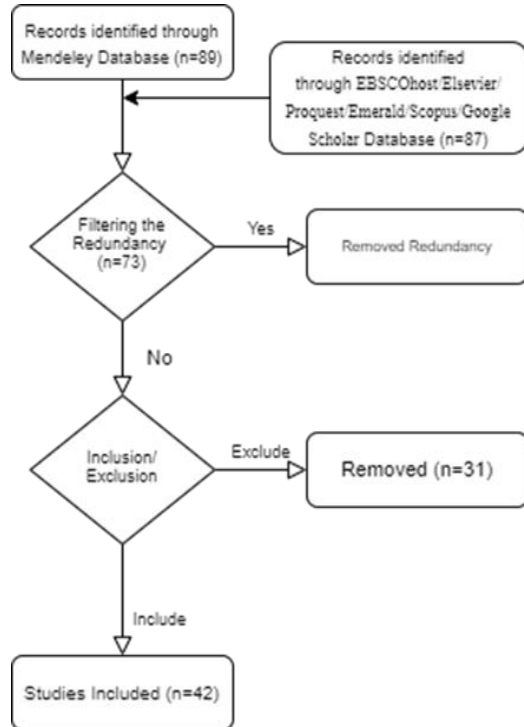 Records identified through
Mendeley Database (n=89)
Records identified
through EBSCOhost/Elsevier/
Proquest/Emerald/Scopus/Google
Scholar Database (n=87)
Filtering the
Redundancy
(n=73)
Yes
Removed Redundancy
No
Inclusion/
Exclusion
Exclude
Removed (n=31)
Include
Studies Included (n=42)